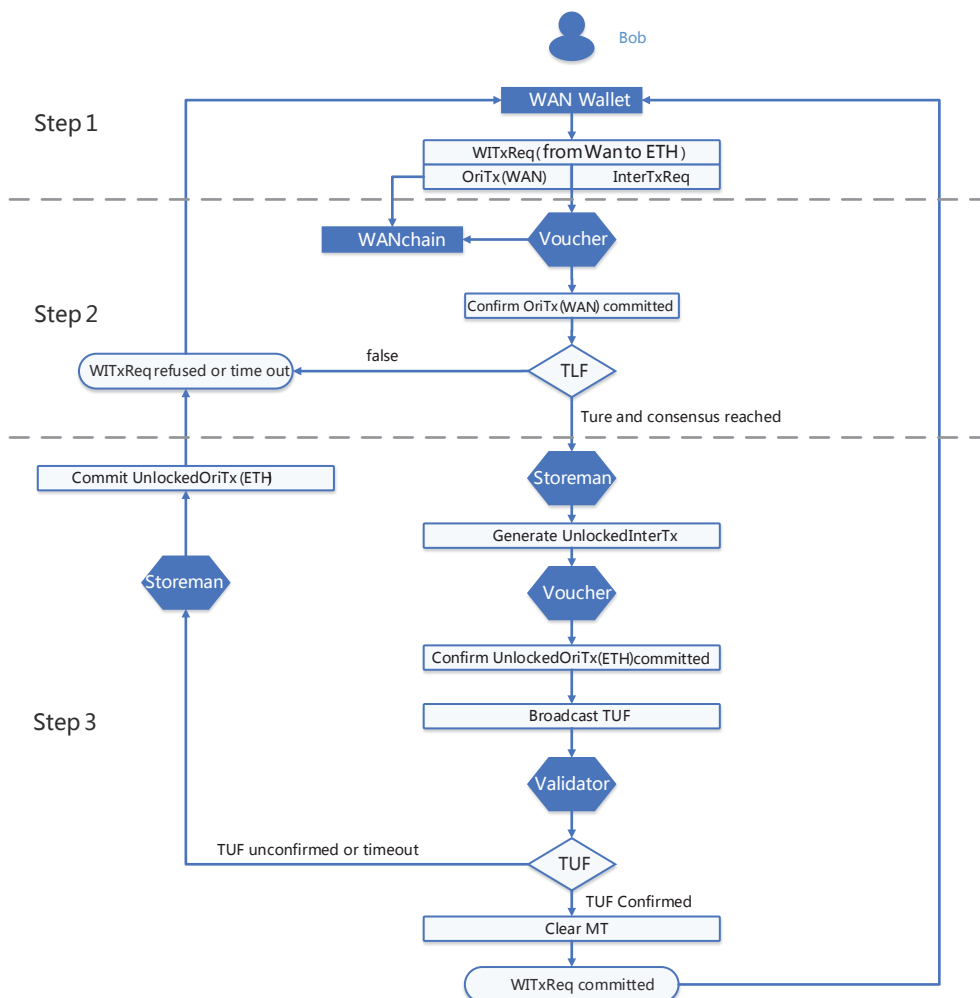 Bob
WAN Wallet
Step 1
WITxReq(from Wan to ETH)
OriTx(WAN) InterTxReq
WANchain Voucher
Step 2
Confirm OriTx(WAN) committed
false
WITxReq refused or time out TLF
Ture and consensus reached
Commit UnlockedOriTx(ETH) Storeman
Generate UnlockedInterTx
Storeman Voucher
Confirm UnlockedOriTx(ETH)committed
Step 3
Broadcast TUF
Validator
TUF unconfirmed or timeout
TUF
TUF Confirmed
Clear MT
WITxReq committed